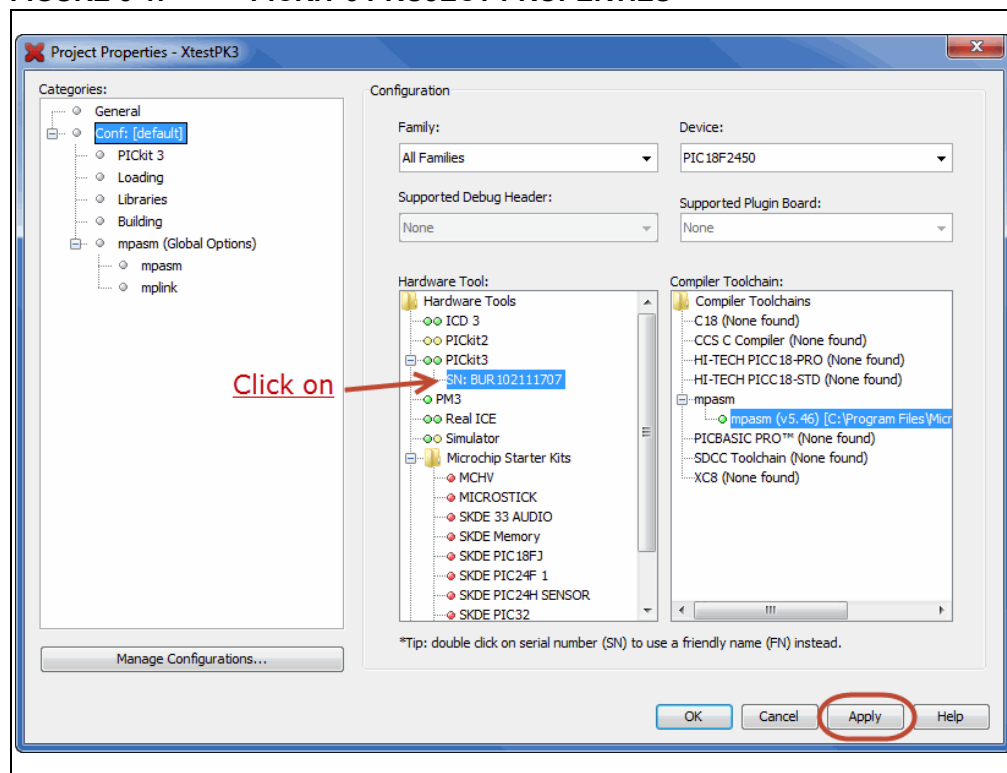 Project Properties - XtestPK3
Categories:
General
Conf: [default]
PICkit 3
Loading
Libraries
Building
mpasm (Global Options)
mpasm
mplink
Manage Configurations...
Configuration
Family:
Device:
All Families
PIC18F2450
Supported Debug Header:
Supported Plugin Board:
None
None
Hardware Tool:
Hardware Tools
ICD 3
PICkit2
PICkit3
SN: BUR102111707
Click on
PM3
Real ICE
Simulator
Microchip Starter Kits
MCHV
MICROSTICK
SKDE 33 AUDIO
SKDE Memory
SKDE PIC18FJ
SKDE PIC24F 1
SKDE PIC24H SENSOR
SKDE PIC32
Compiler Toolchain:
Compiler Toolchains
C18 (None found)
CCS C Compiler (None found)
HI-TECH PICC18-PRO (None found)
HI-TECH PICC18-STD (None found)
mpasm
mpasm (v5.46) [C:\Program Files\Micr
PICBASIC PRO™ (None found)
SDCC Toolchain (None found)
XC8 (None found)
*Tip: double click on serial number (SN) to use a friendly name (FN) instead.
OK
Cancel
Apply
Help